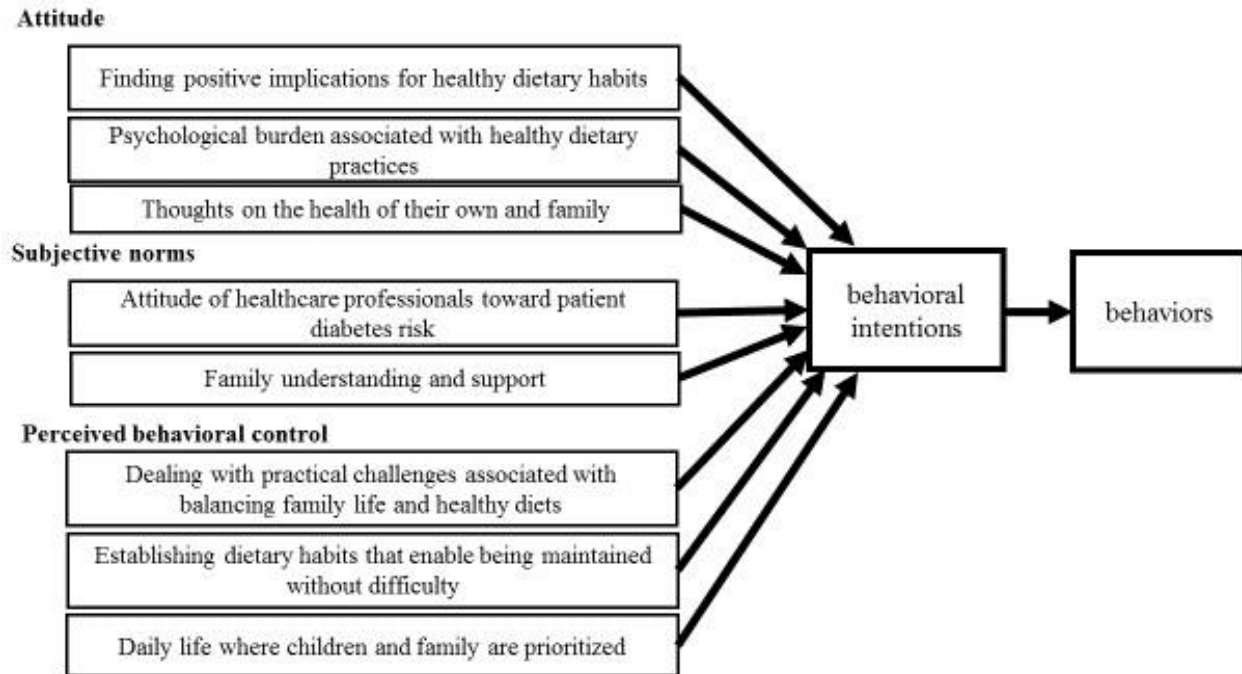 Attitude
Finding positive implications for healthy dietary habits
Psychological burden associated with healthy dietary
practices
Thoughts on the health of their own and family
Subjective norms
Attitude of healthcare professionals toward patient
diabetes risk
Family understanding and support
Perceived behavioral control
Dealing with practical challenges associated with
balancing family life and healthy diets
Establishing dietary habits that enable being maintained
without difficulty
Daily life where children and family are prioritized
behavioral
intentions
behaviors